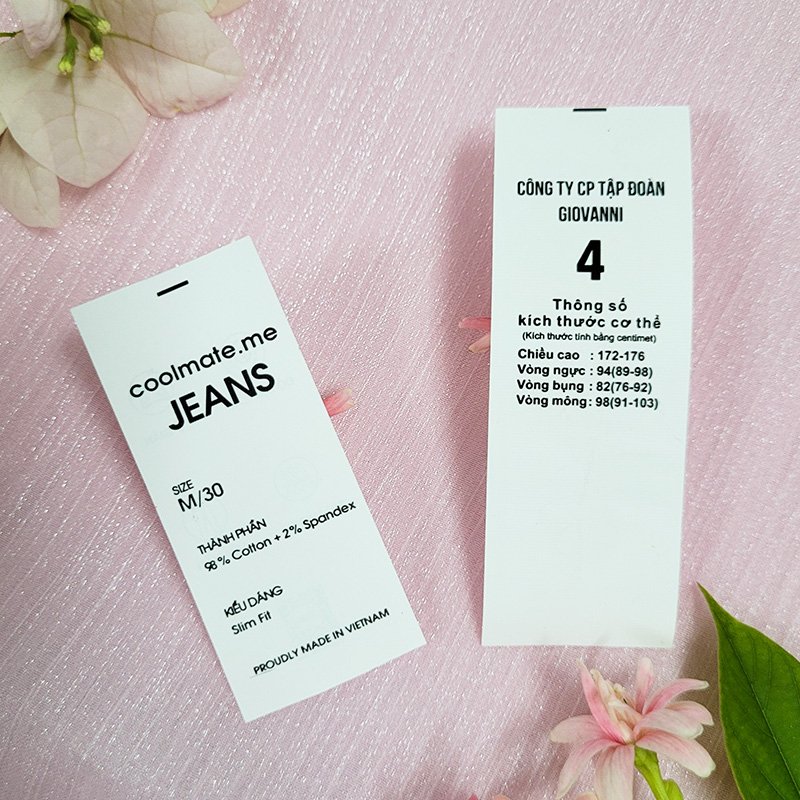 coolmate.me
JEANS
SIZE
M/30
THÀNH PHẦN
98% Cotton + 2% Spandex
KIỂU DÁNG
Slim Fit
PROUDLY MADE IN VIETNAM
CÔNG TY CP TẬP ĐOÀN
GIOVANNI
4
Thông số
kích thước cơ thể
(Kích thước tính bằng centimet)
Chiều cao : 172-176
Vòng ngực : 94(89-98)
Vòng bụng : 82(76-92)
Vòng mông : 98(91-103)